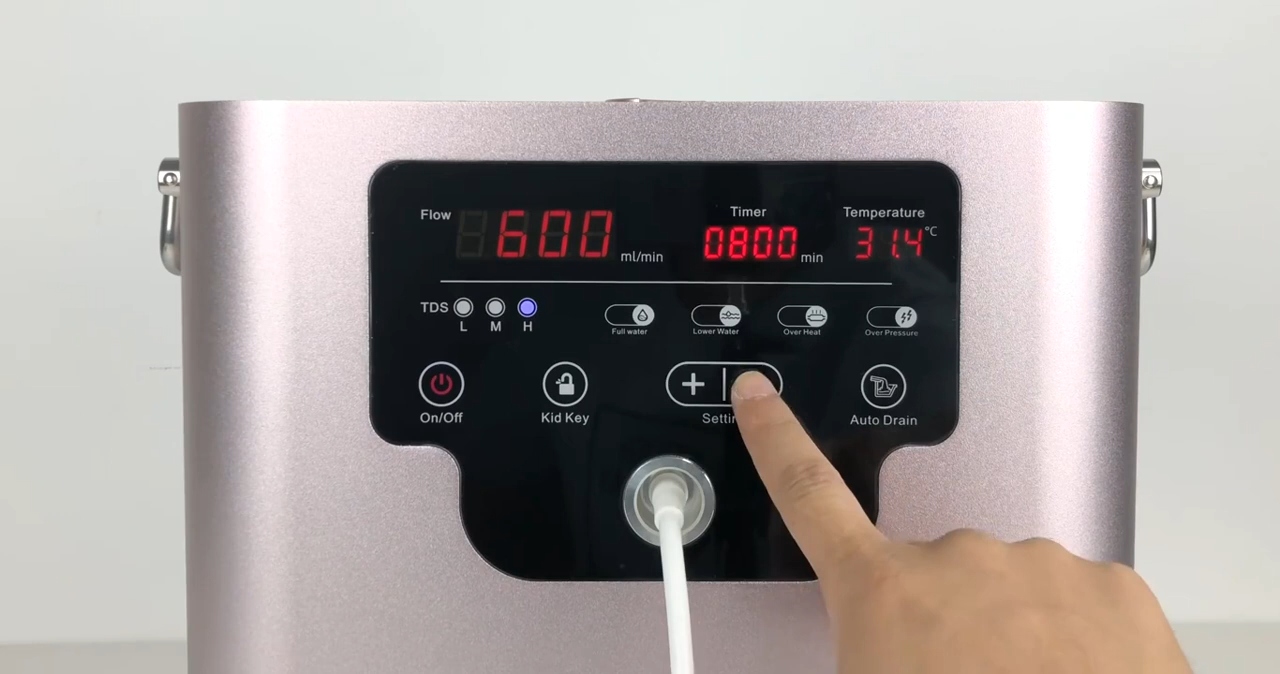 Flow
600
ml/min
Timer
0800
min
Temperature
31.4
°C
TDS
L
M
H
Full water
Lower Water
Over Heat
Over Pressure
On/Off
Kid Key
Auto Drain